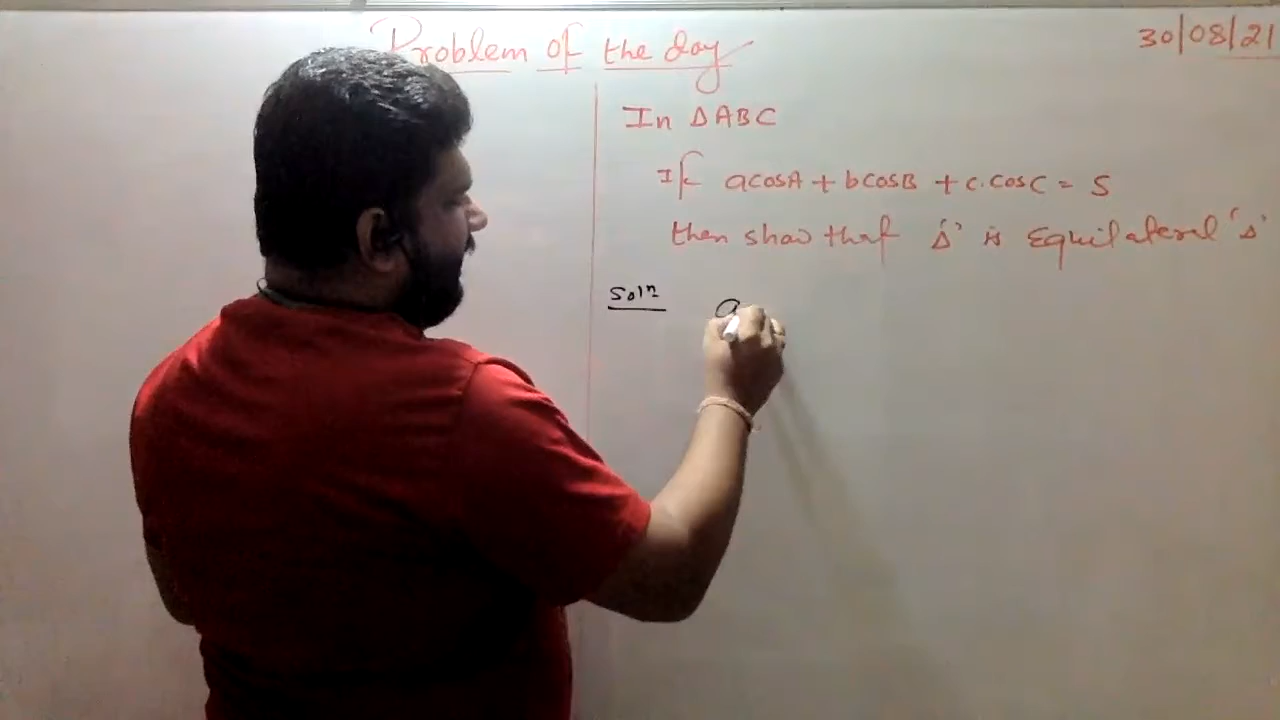 Problem of the day
30/08/21
In ΔABC
If acosA + bcosB + c.cosC = S
then show that 'Δ' is Equilateral 'Δ'
Solⁿ
a